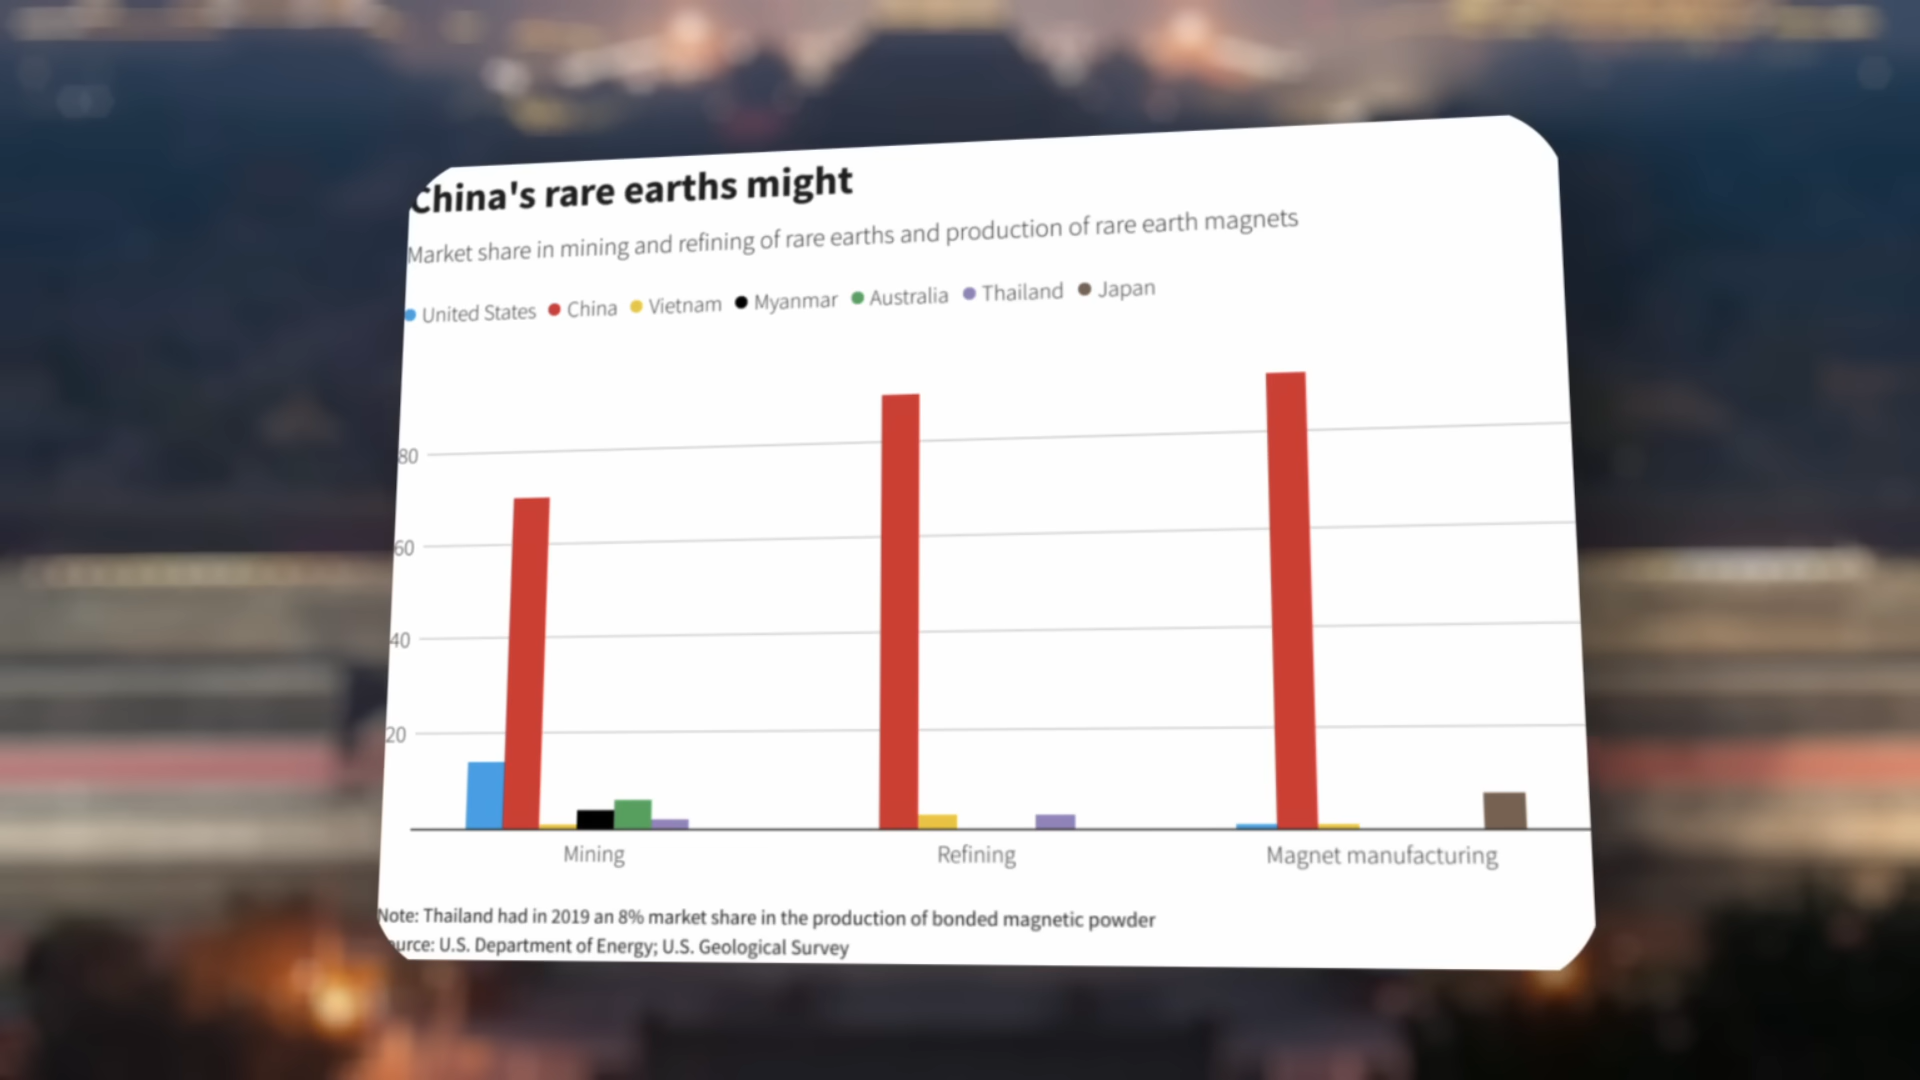 China's rare earths might
Market share in mining and refining of rare earths and production of rare earth magnets
United States China Vietnam Myanmar Australia Thailand Japan
80
60
40
20
Mining Refining Magnet manufacturing
Note: Thailand had in 2019 an 8% market share in the production of bonded magnetic powder
ource: U.S. Department of Energy; U.S. Geological Survey